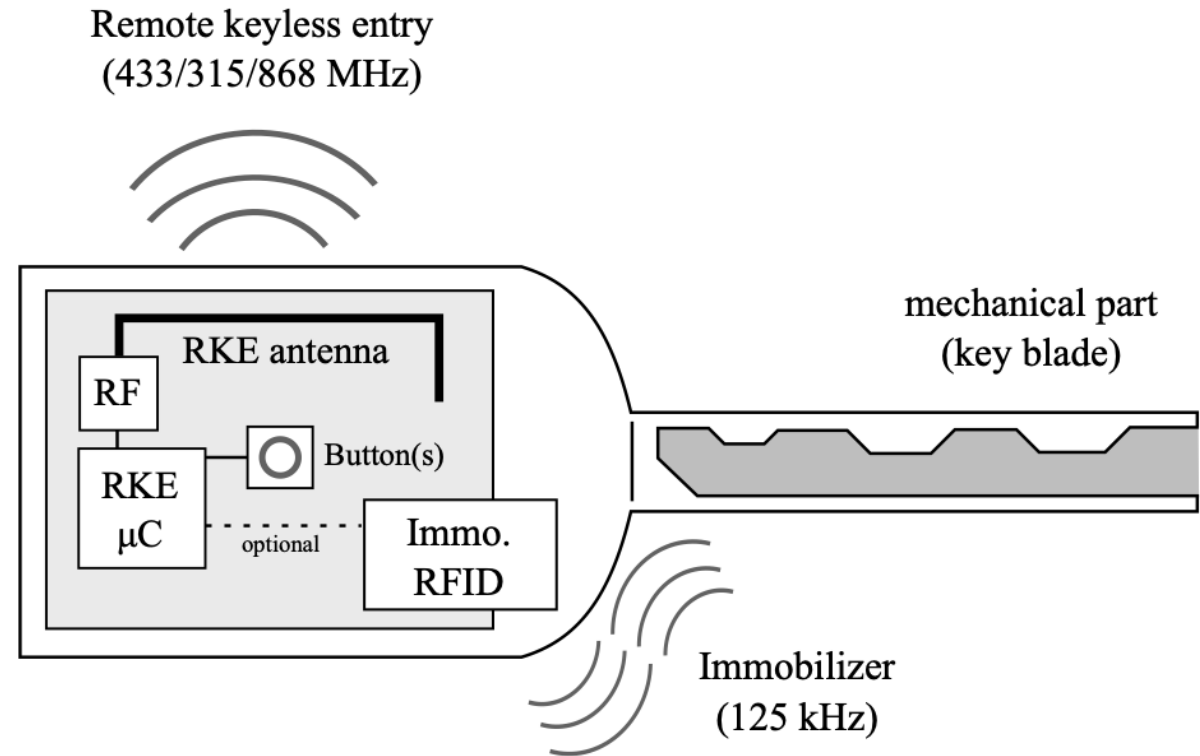 Remote keyless entry
(433/315/868 MHz)
RKE antenna
RF
Button(s)
RKE
μC
optional
Immo.
RFID
mechanical part
(key blade)
Immobilizer
(125 kHz)